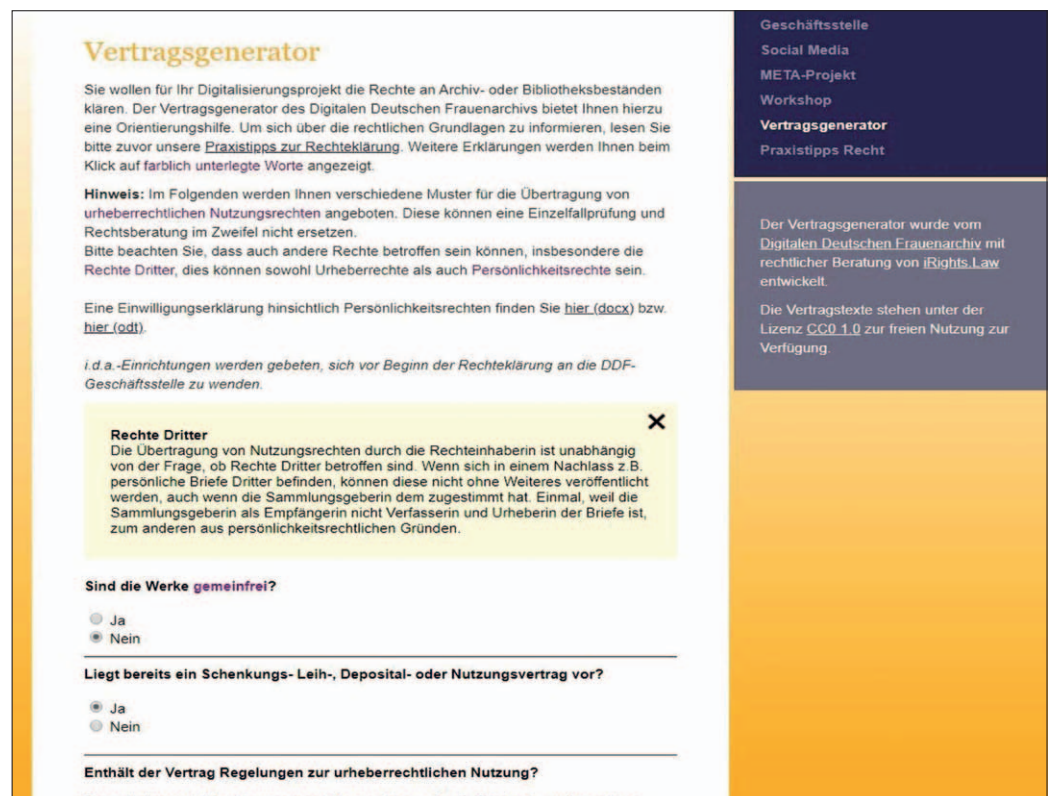 Vertragsgenerator
Sie wollen für Ihr Digitalisierungsprojekt die Rechte an Archiv- oder Bibliotheksbeständen
klären. Der Vertragsgenerator des Digitalen Deutschen Frauenarchivs bietet Ihnen hierzu
eine Orientierungshilfe. Um sich über die rechtlichen Grundlagen zu informieren, lesen Sie
bitte zuvor unsere Praxistipps zur Rechteklärung. Weitere Erklärungen werden Ihnen beim
Klick auf farblich unterlegte Worte angezeigt.
Hinweis: Im Folgenden werden Ihnen verschiedene Muster für die Übertragung von
urheberrechtlichen Nutzungsrechten angeboten. Diese können eine Einzelfallprüfung und
Rechtsberatung im Zweifel nicht ersetzen.
Bitte beachten Sie, dass auch andere Rechte betroffen sein können, insbesondere die
Rechte Dritter, dies können sowohl Urheberrechte als auch Persönlichkeitsrechte sein.
Eine Einwilligungserklärung hinsichtlich Persönlichkeitsrechten finden Sie hier (docx) bzw.
hier (odt).
i.d.a.-Einrichtungen werden gebeten, sich vor Beginn der Rechteklärung an die DDF-
Geschäftsstelle zu wenden.
Rechte Dritter
Die Übertragung von Nutzungsrechten durch die Rechteinhaberin ist unabhängig
von der Frage, ob Rechte Dritter betroffen sind. Wenn sich in einem Nachlass z.B.
persönliche Briefe Dritter befinden, können diese nicht ohne Weiteres veröffentlicht
werden, auch wenn die Sammlungsgeberin dem zugestimmt hat. Einmal, weil die
Sammlungsgeberin als Empfängerin nicht Verfasserin und Urheberin der Briefe ist,
zum anderen aus persönlichkeitsrechtlichen Gründen.
Sind die Werke gemeinfrei?
Ja
Nein
Liegt bereits ein Schenkungs- Leih-, Deposital- oder Nutzungsvertrag vor?
Ja
Nein
Enthält der Vertrag Regelungen zur urheberrechtlichen Nutzung?
Geschäftsstelle
Social Media
META-Projekt
Workshop
Vertragsgenerator
Praxistipps Recht
Der Vertragsgenerator wurde vom
Digitalen Deutschen Frauenarchiv mit
rechtlicher Beratung von iRights.Law
entwickelt.
Die Vertragstexte stehen unter der
Lizenz CC0 1.0 zur freien Nutzung zur
Verfügung.